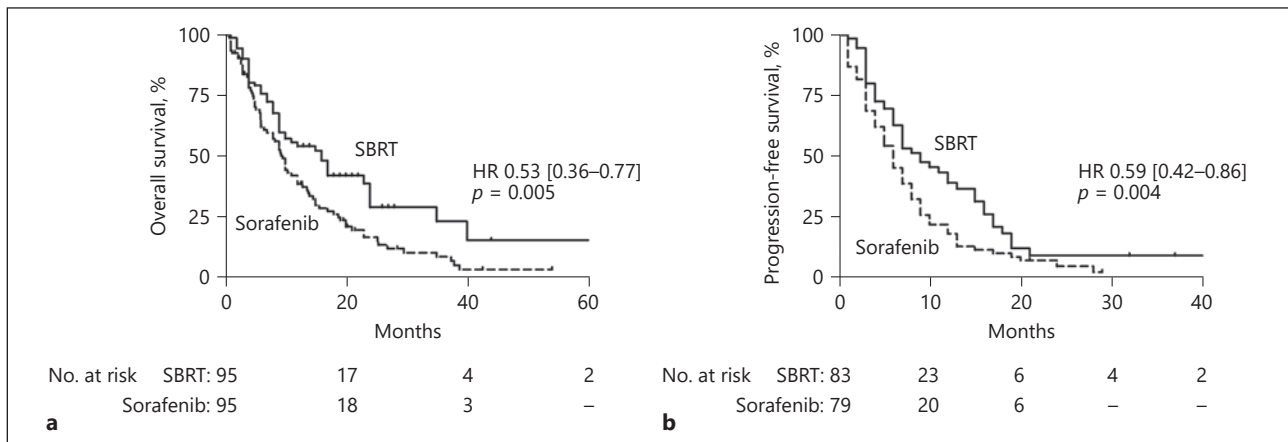 Overall survival, %
100
75
50
25
0
SBRT
HR 0.53 [0.36–0.77]
p = 0.005
Sorafenib
0 20 40 60
Months
No. at risk SBRT: 95 17 4 2
Sorafenib: 95 18 3 –
a
Progression-free survival, %
100
75
50
25
0
SBRT
HR 0.59 [0.42–0.86]
p = 0.004
Sorafenib
0 10 20 30 40
Months
No. at risk SBRT: 83 23 6 4 2
Sorafenib: 79 20 6 – –
b